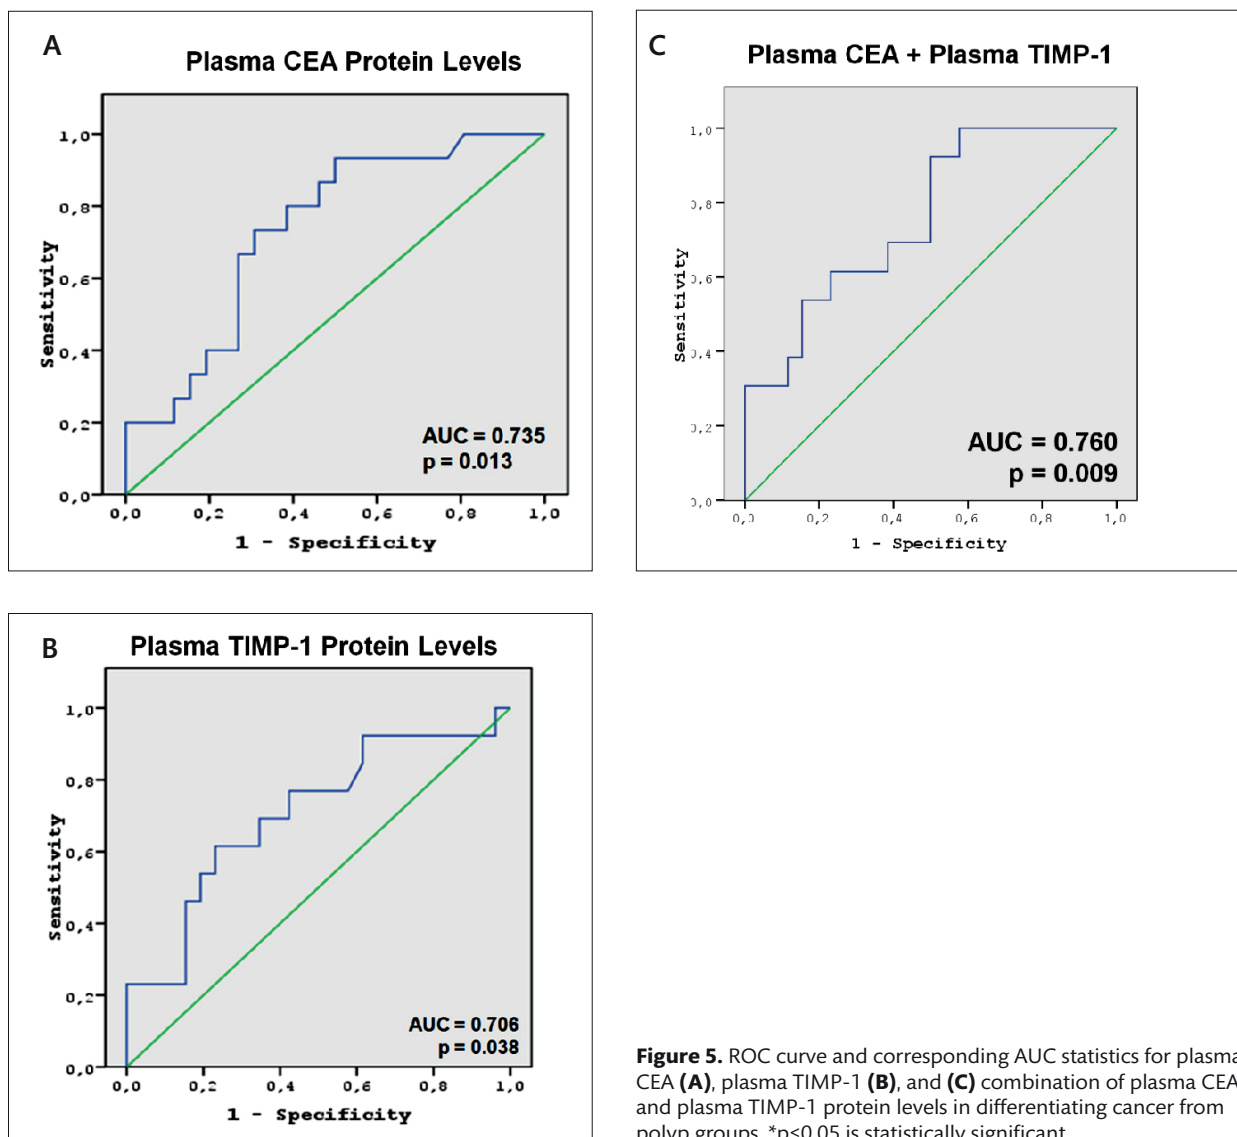 A
Plasma CEA Protein Levels
1,0
0,8
0,6
0,4
0,2
0,0
Sensitivity
AUC = 0.735
p = 0.013
0,0 0,2 0,4 0,6 0,8 1,0
1 - Specificity
C
Plasma CEA + Plasma TIMP-1
1,0
0,8
0,6
0,4
0,2
0,0
Sensitivity
AUC = 0.760
p = 0.009
0,0 0,2 0,4 0,6 0,8 1,0
1 - Specificity
B
Plasma TIMP-1 Protein Levels
1,0
0,8
0,6
0,4
0,2
0,0
Sensitivity
AUC = 0.706
p = 0.038
0,0 0,2 0,4 0,6 0,8 1,0
1 - Specificity
Figure 5. ROC curve and corresponding AUC statistics for plasma
CEA (A), plasma TIMP-1 (B), and (C) combination of plasma CEA
and plasma TIMP-1 protein levels in differentiating cancer from
polyp groups. *p≤0.05 is statistically significant